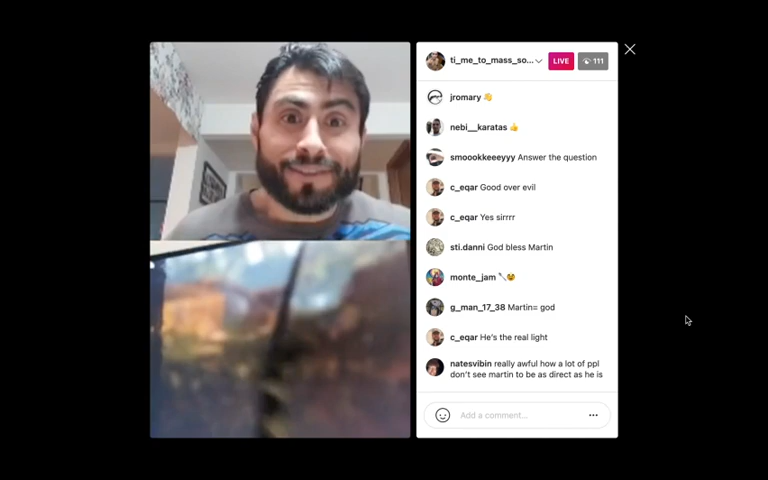 ti_me_to_mass_so...
LIVE
111
jromary 👋
nebi__karatas 👍
smoookkeeeyyy Answer the question
c_eqar Good over evil
c_eqar Yes sirrrr
sti.danni God bless Martin
monte_jam
g_man_17_38 Martin= god
c_eqar He's the real light
natesvibin really awful how a lot of ppl
don't see martin to be as direct as he is
Add a comment...